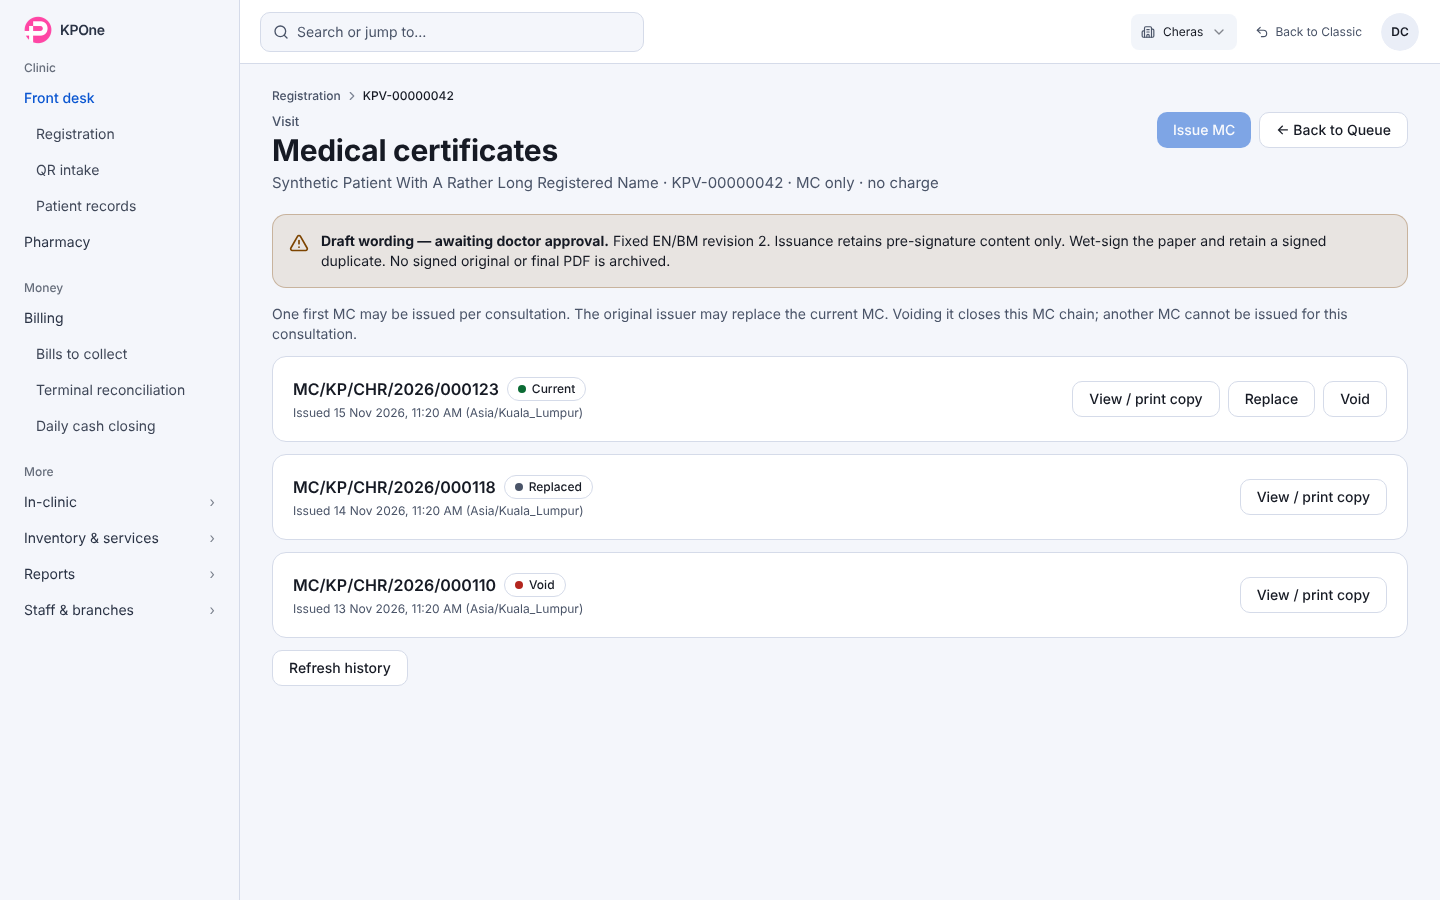 KPOne
Clinic
Front desk
Registration
QR intake
Patient records
Pharmacy
Money
Billing
Bills to collect
Terminal reconciliation
Daily cash closing
More
In-clinic
Inventory & services
Reports
Staff & branches
Search or jump to...
Cheras
Back to Classic
DC
Registration > KPV-00000042
Visit
Medical certificates
Synthetic Patient With A Rather Long Registered Name · KPV-00000042 · MC only · no charge
Issue MC
← Back to Queue
Draft wording — awaiting doctor approval. Fixed EN/BM revision 2. Issuance retains pre-signature content only. Wet-sign the paper and retain a signed
duplicate. No signed original or final PDF is archived.
One first MC may be issued per consultation. The original issuer may replace the current MC. Voiding it closes this MC chain; another MC cannot be issued for this
consultation.
MC/KP/CHR/2026/000123 Current
Issued 15 Nov 2026, 11:20 AM (Asia/Kuala_Lumpur)
View / print copy
Replace
Void
MC/KP/CHR/2026/000118 Replaced
Issued 14 Nov 2026, 11:20 AM (Asia/Kuala_Lumpur)
View / print copy
MC/KP/CHR/2026/000110 Void
Issued 13 Nov 2026, 11:20 AM (Asia/Kuala_Lumpur)
View / print copy
Refresh history